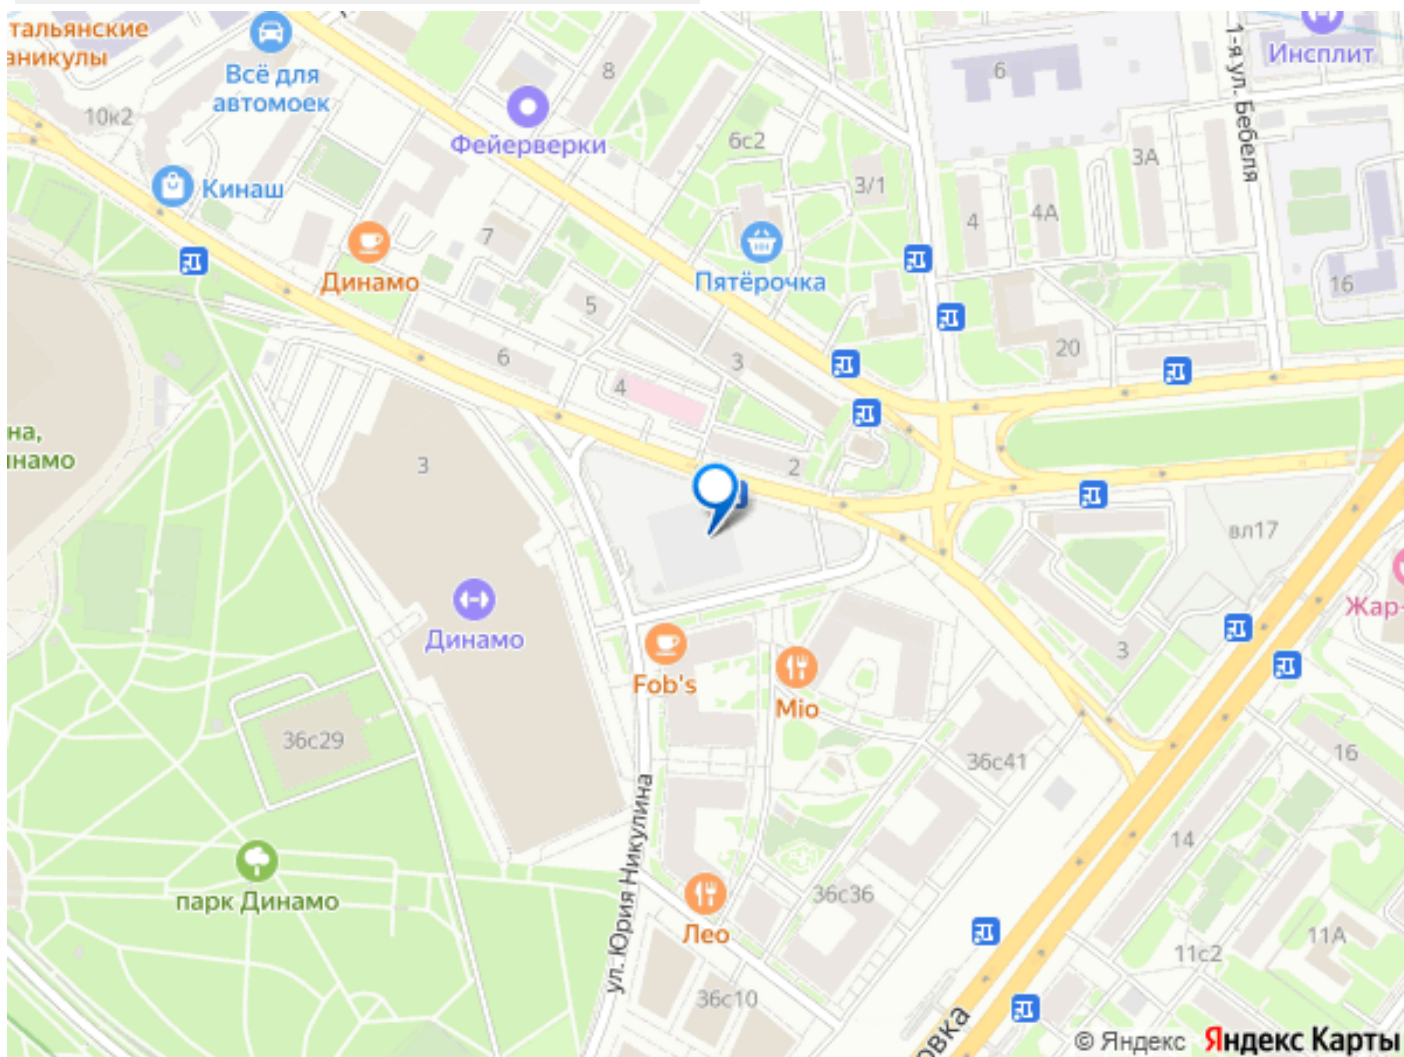 тальянские
аникулы
Всё для
автомоек
8
6
1-я ул. Бебеля
Инсплит
10к2
Фейерверки
6с2
3А
3/1
Кинаш
4
4А
7
Динамо
Пятёрочка
16
5
6
3
20
4
на,
инамо
3
2
вл17
Динамо
Fob's
Mio
3
Жар-
36с29
36с41
16
ул. Юрия Никулина
14
парк Динамо
36с36
Лео
11А
11с2
36с10
овка
© Яндекс Яндекс Карты